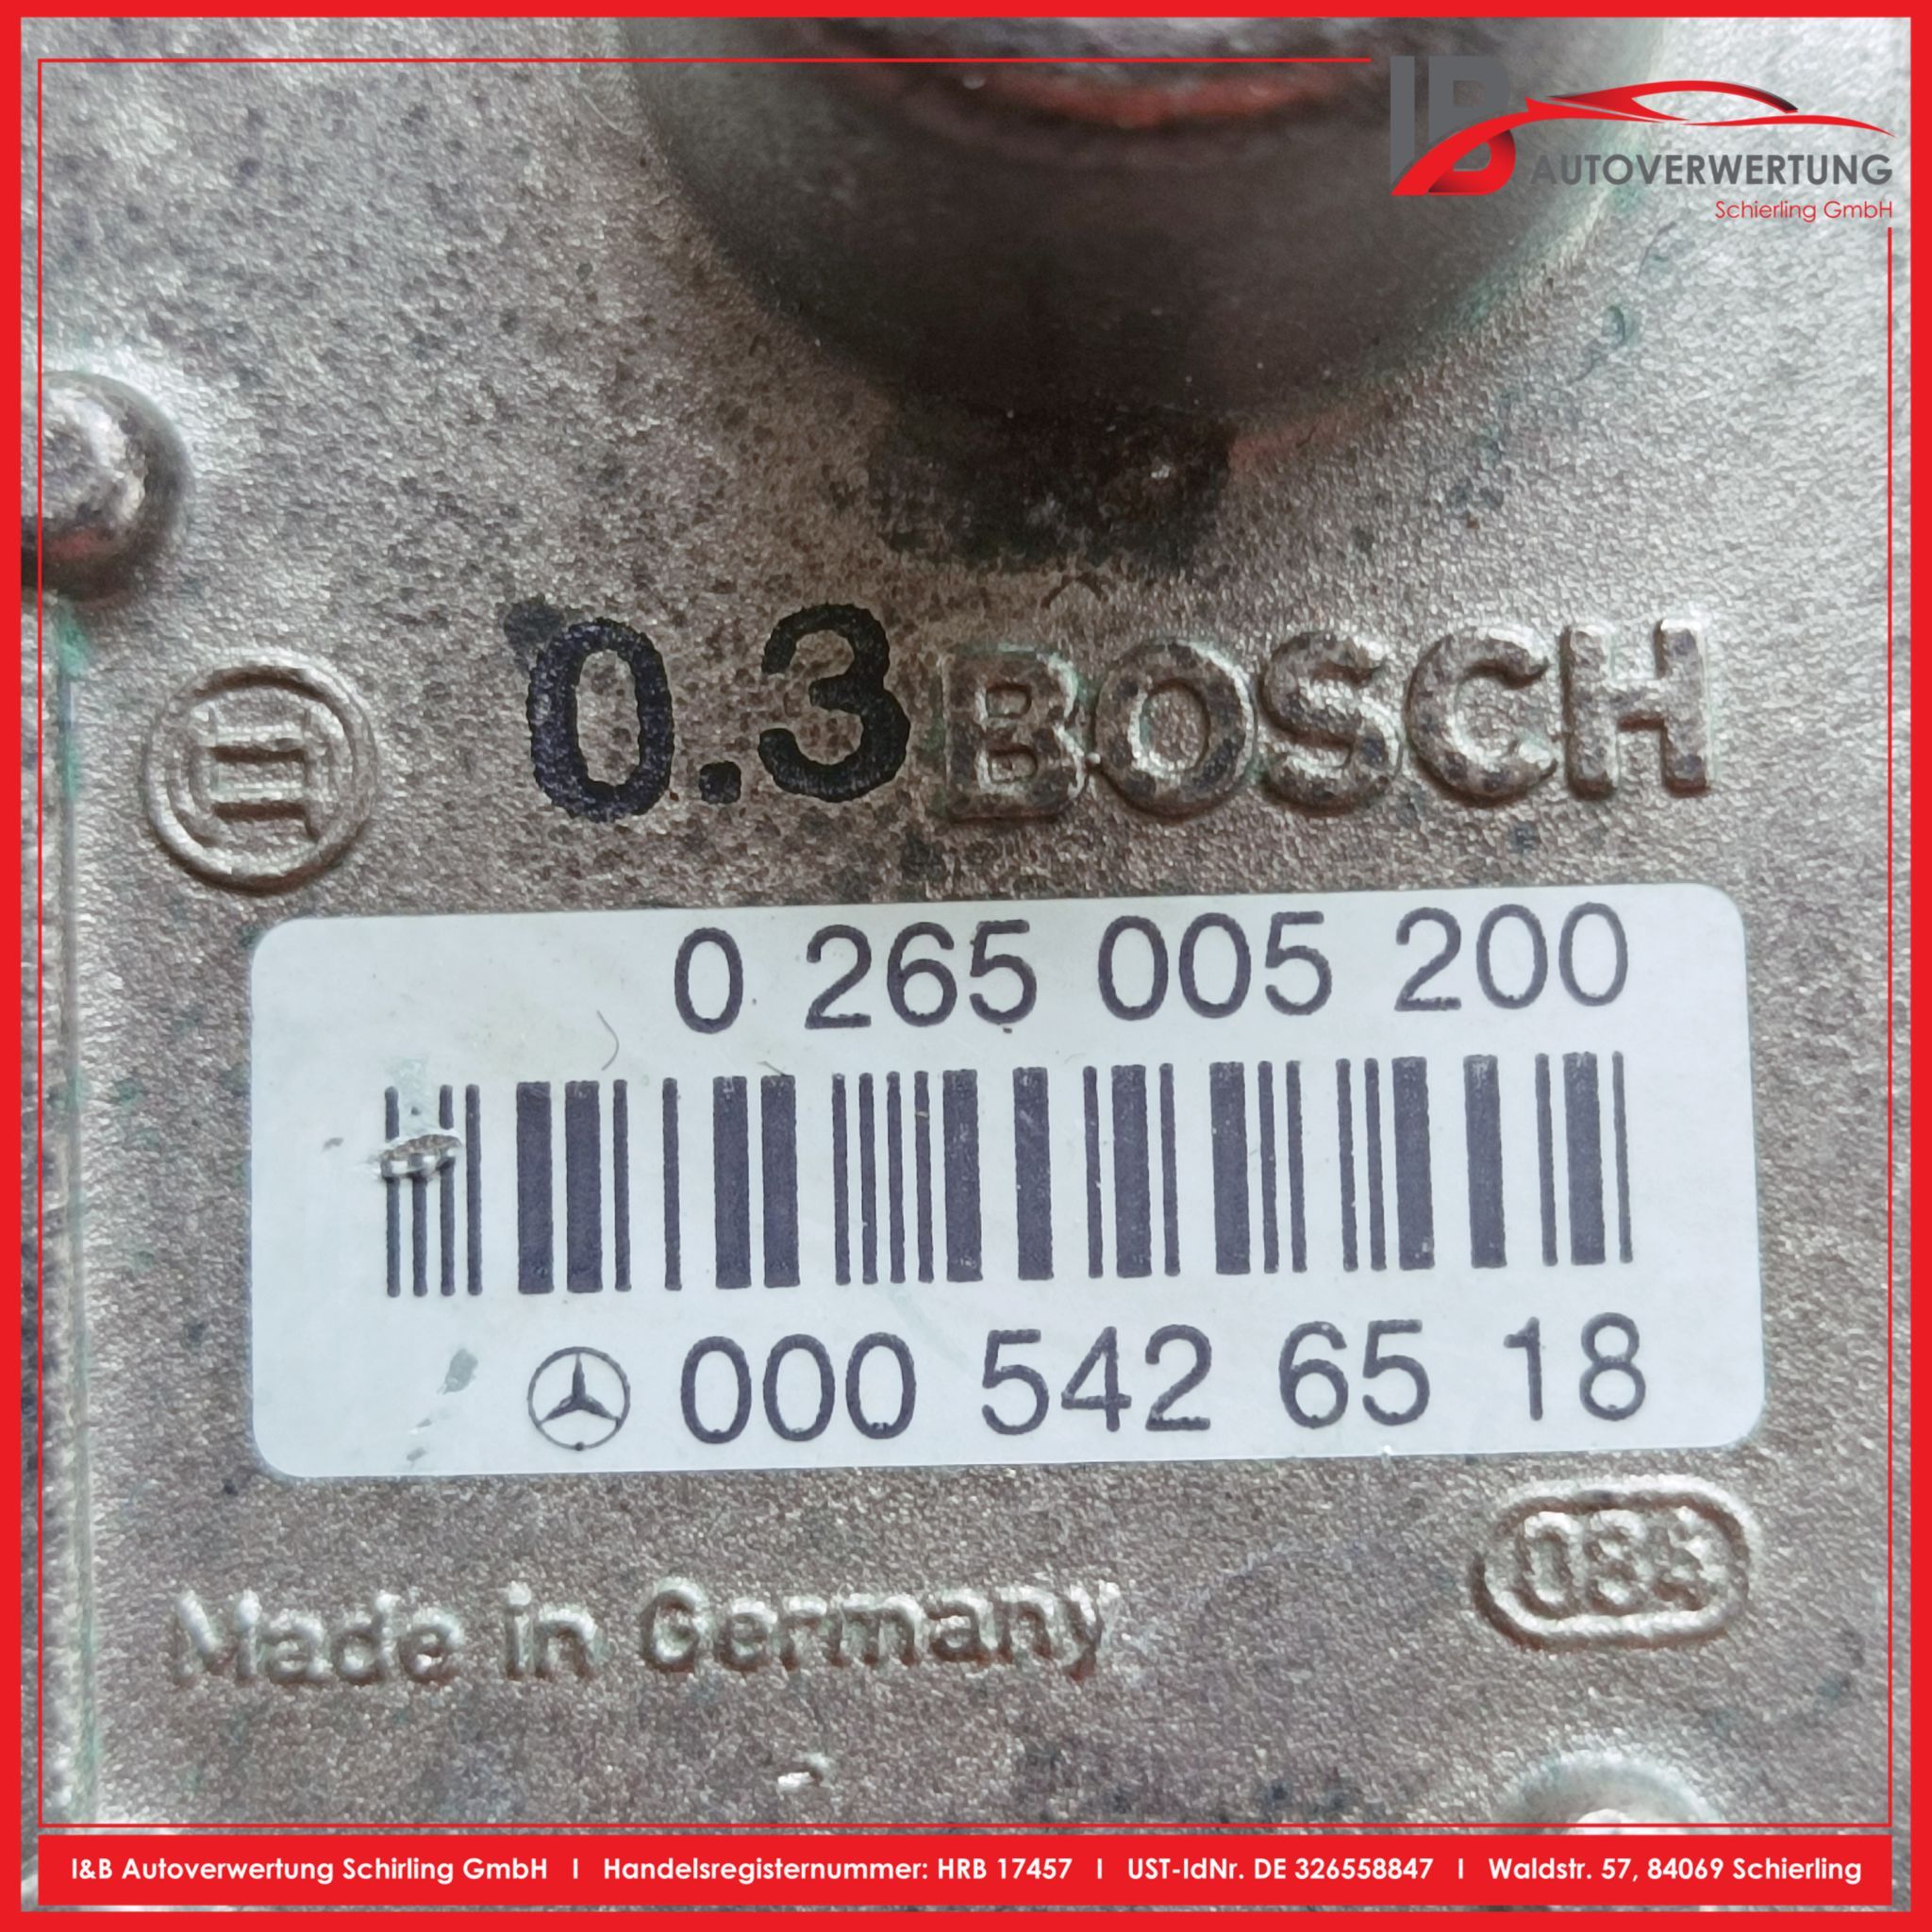 IB
AUTOVERWERTUNG
Schierling GmbH
0.3 BOSCH
0 265 005 200
000 542 65 18
Made in Germany
I&B Autoverwertung Schirling GmbH I Handelsregisternummer: HRB 17457 I UST-IdNr. DE 326558847 I Waldstr. 57, 84069 Schierling